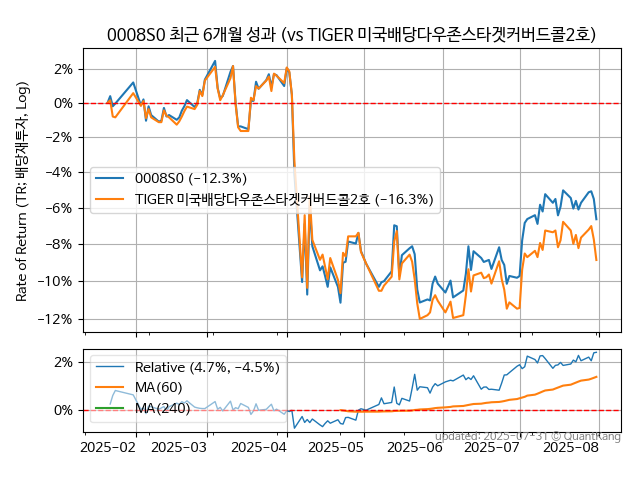 0008S0 최근 6개월 성과 (vs TIGER 미국배당다우존스타겟커버드콜2호)
Rate of Return (TR; 배당재투자, Log)
2%
0%
−2%
−4%
−6%
−8%
−10%
−12%
0008S0 (−12.3%)
TIGER 미국배당다우존스타겟커버드콜2호 (−16.3%)
2%
0%
Relative (4.7%, −4.5%)
MA(60)
MA(240)
updated: 2025-07-31 © QuantKang
2025-02 2025-03 2025-04 2025-05 2025-06 2025-07 2025-08